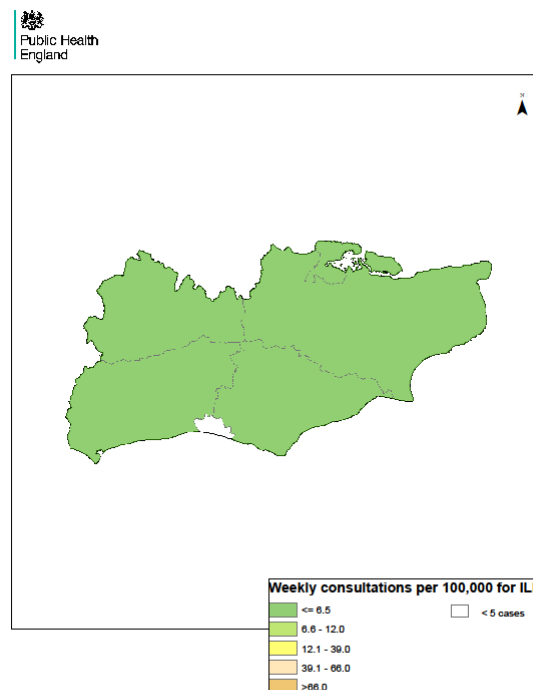 Public Health
England
N
Weekly consultations per 100,000 for IL
<= 6.5
< 5 cases
6.6 - 12.0
12.1 - 39.0
39.1 - 66.0
>66.0